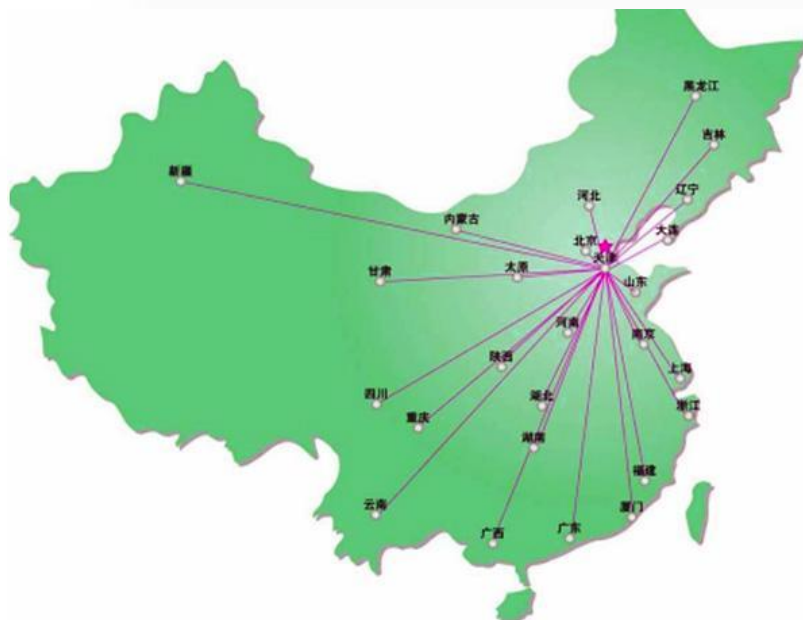 黑龙江
吉林
新疆
辽宁
河北
内蒙古
大连
北京
天津
太原
甘肃
山东
河南
南京
陕西
上海
四川
湖北
浙江
重庆
湖南
福建
云南
厦门
广东
广西